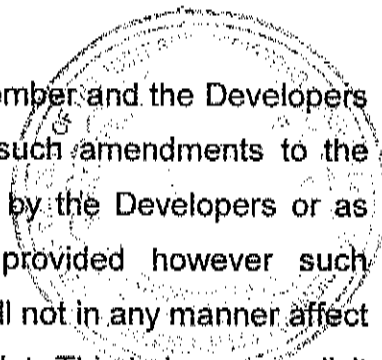 ember and the Developers
such amendments to the
by the Developers or as
provided however such
ll not in any manner affect